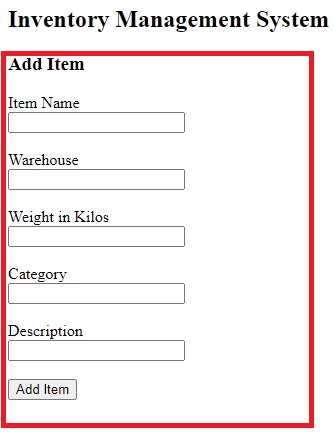 Inventory Management System
Add Item
Item Name
Warehouse
Weight in Kilos
Category
Description
Add Item